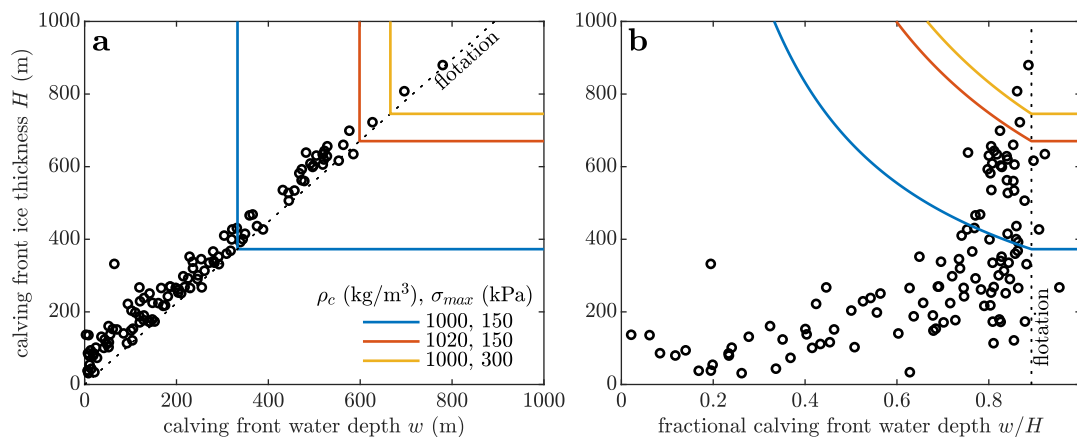 a
1000
800
600
400
200
0
calving front ice thickness H (m)
flotation
ρc (kg/m³), σmax (kPa)
1000, 150
1020, 150
1000, 300
0 200 400 600 800 1000
calving front water depth w (m)
b
1000
800
600
400
200
0
flotation
0 0.2 0.4 0.6 0.8 1
fractional calving front water depth w/H